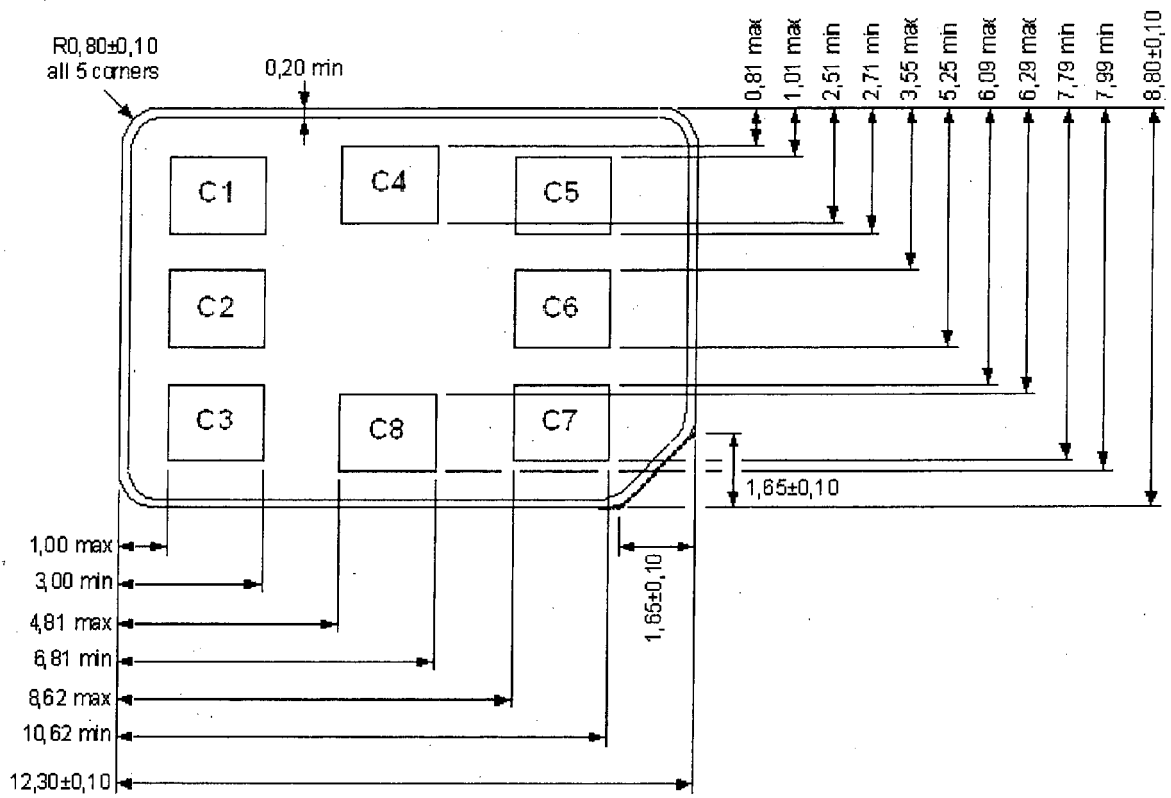 R0,80±0,10
all 5 corners
0,20 min
0,81 max
1,01 max
2,51 min
2,71 min
3,55 max
5,25 min
6,09 max
6,29 max
7,79 min
7,99 min
8,80±0,10
C1
C4
C5
C2
C6
C3
C8
C7
1,65±0,10
1,65±0,10
1,00 max
3,00 min
4,81 max
6,81 min
8,62 max
10,62 min
12,30±0,10